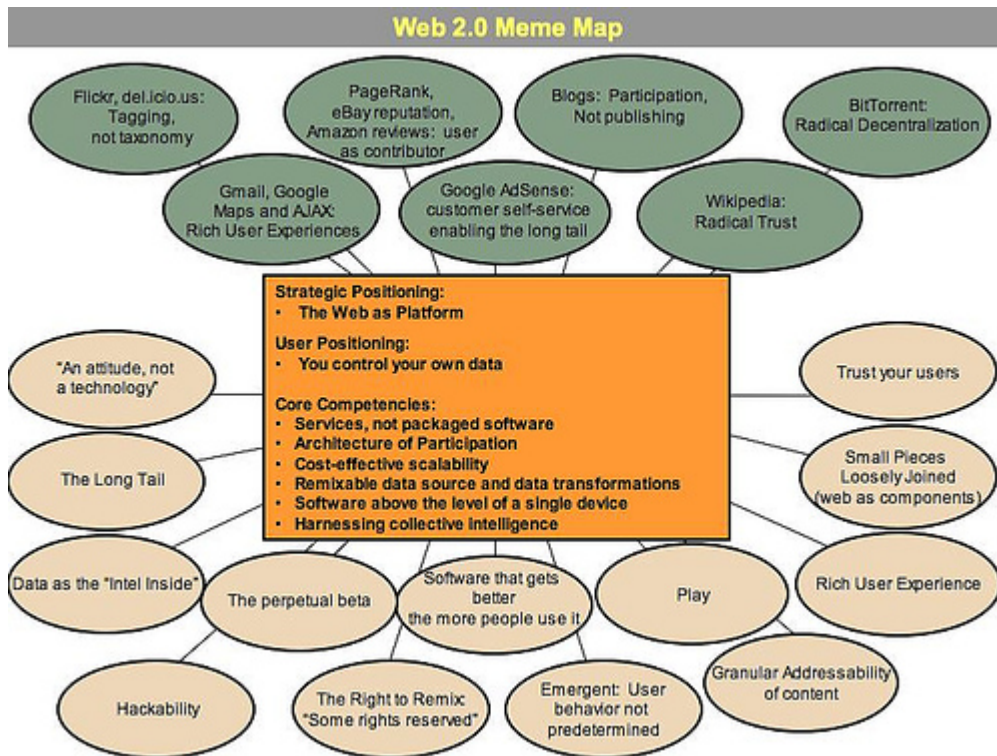 Web 2.0 Meme Map
Flickr, del.icio.us:
Tagging,
not taxonomy
PageRank,
eBay reputation,
Amazon reviews: user
as contributor
Blogs: Participation,
Not publishing
BitTorrent:
Radical Decentralization
Gmail, Google
Maps and AJAX:
Rich User Experiences
Google AdSense:
customer self-service
enabling the long tail
Wikipedia:
Radical Trust
Strategic Positioning:
• The Web as Platform
User Positioning:
• You control your own data
Core Competencies:
• Services, not packaged software
• Architecture of Participation
• Cost-effective scalability
• Remixable data source and data transformations
• Software above the level of a single device
• Harnessing collective intelligence
"An attitude, not
a technology"
Trust your users
The Long Tail
Small Pieces
Loosely Joined
(web as components)
Data as the "Intel Inside"
The perpetual beta
Software that gets
better
the more people use it
Play
Rich User Experience
Hackability
The Right to Remix:
"Some rights reserved"
Emergent: User
behavior not
predetermined
Granular Addressability
of content